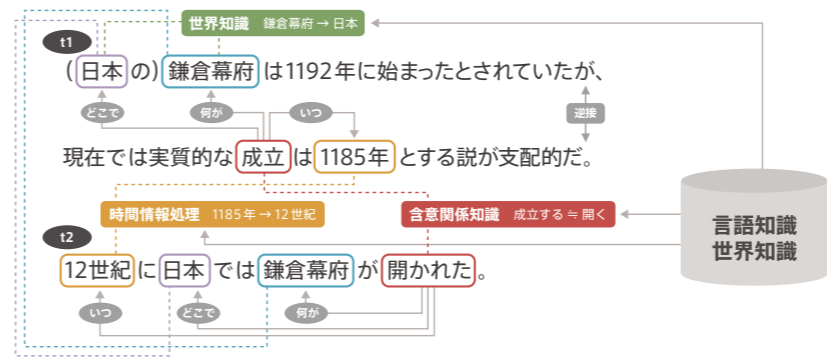 世界知識 鎌倉幕府→日本
t1
(日本の)鎌倉幕府は1192年に始まったとされていたが、
どこで 何が いつ 逆接
現在では実質的な成立は1185年とする説が支配的だ。
時間情報処理 1185年→12世紀
含意関係知識 成立する≒開く
言語知識
世界知識
t2
12世紀に日本では鎌倉幕府が開かれた。
いつ どこで 何が